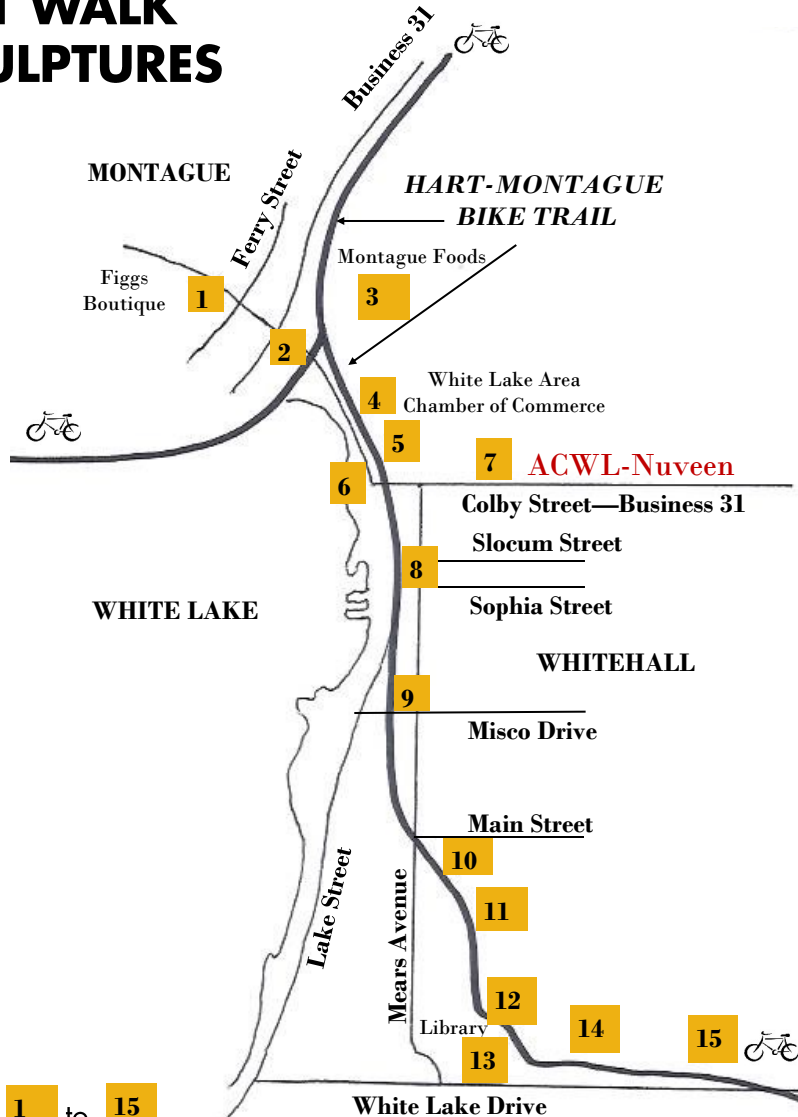 WALK
ULPTURES
Business 31
MONTAGUE
Ferry Street
HART-MONTAGUE
BIKE TRAIL
Montague Foods
Figgs
Boutique
1
3
2
White Lake Area
Chamber of Commerce
4
5
7
ACWL-Nuveen
6
Colby Street—Business 31
Slocum Street
8
Sophia Street
WHITE LAKE
WHITEHALL
9
Misco Drive
Main Street
10
Lake Street
Mears Avenue
11
12
Library
14
15
13
1 to 15
White Lake Drive